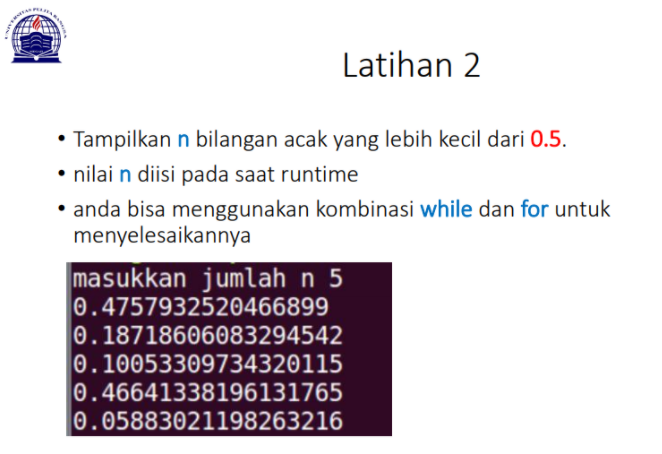 UNIVERSITAS PELITA BANGSA
Latihan 2
• Tampilkan n bilangan acak yang lebih kecil dari 0.5.
• nilai n diisi pada saat runtime
• anda bisa menggunakan kombinasi while dan for untuk
menyelesaikannya
masukkan jumlah n 5
0.4757932520466899
0.18718606083294542
0.10053309734320115
0.46641338196131765
0.05883021198263216